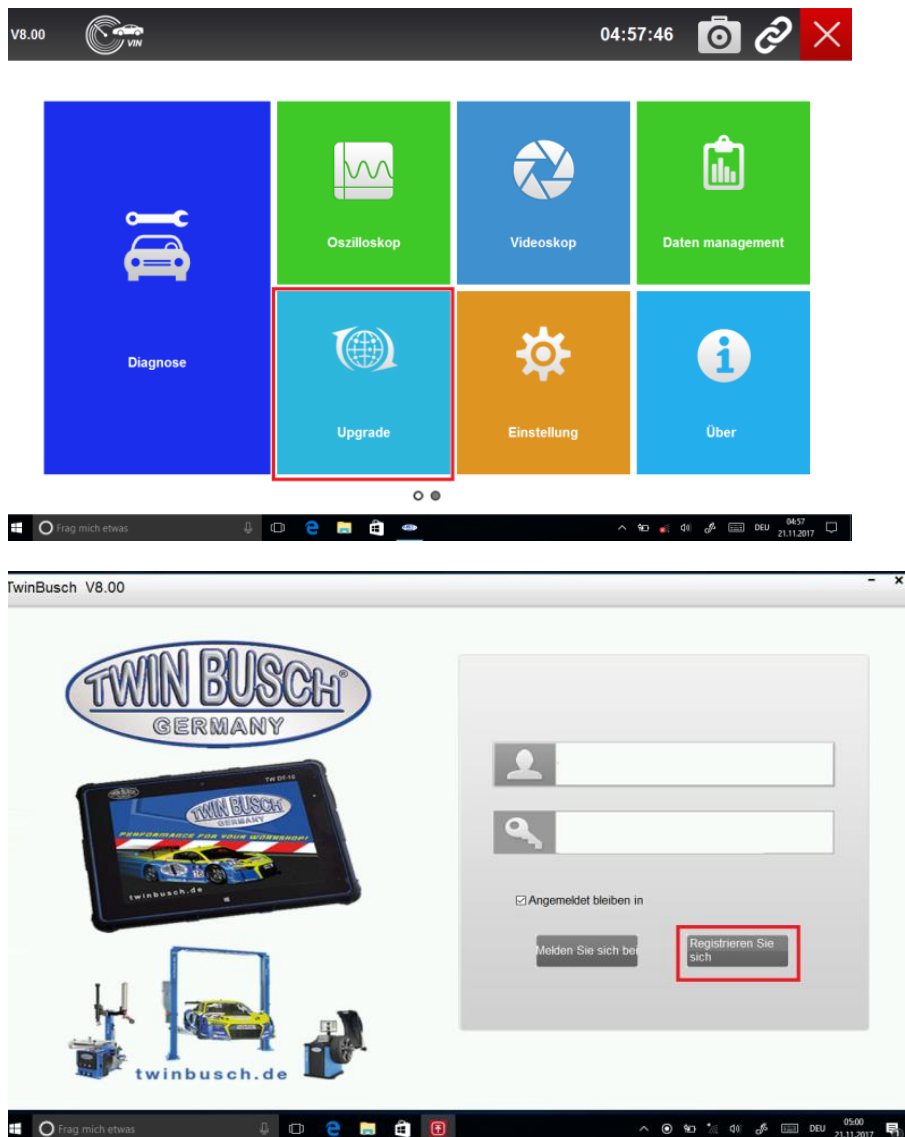 V8.00
VIN
04:57:46
Oszilloskop
Videoskop
Daten management
Diagnose
Upgrade
Einstellung
Über
Frag mich etwas
DEU
04:57
21.11.2017
TwinBusch V8.00
TWIN BUSCH®
GERMANY
TW DT-10
TWIN BUSCH
GERMANY
PERFORMANCE FOR YOUR WORKSHOP!
twinbusch.de
Angemeldet bleiben in
Melden Sie sich bei
Registrieren Sie
sich
twinbusch.de
Frag mich etwas
DEU
05:00
21.11.2017